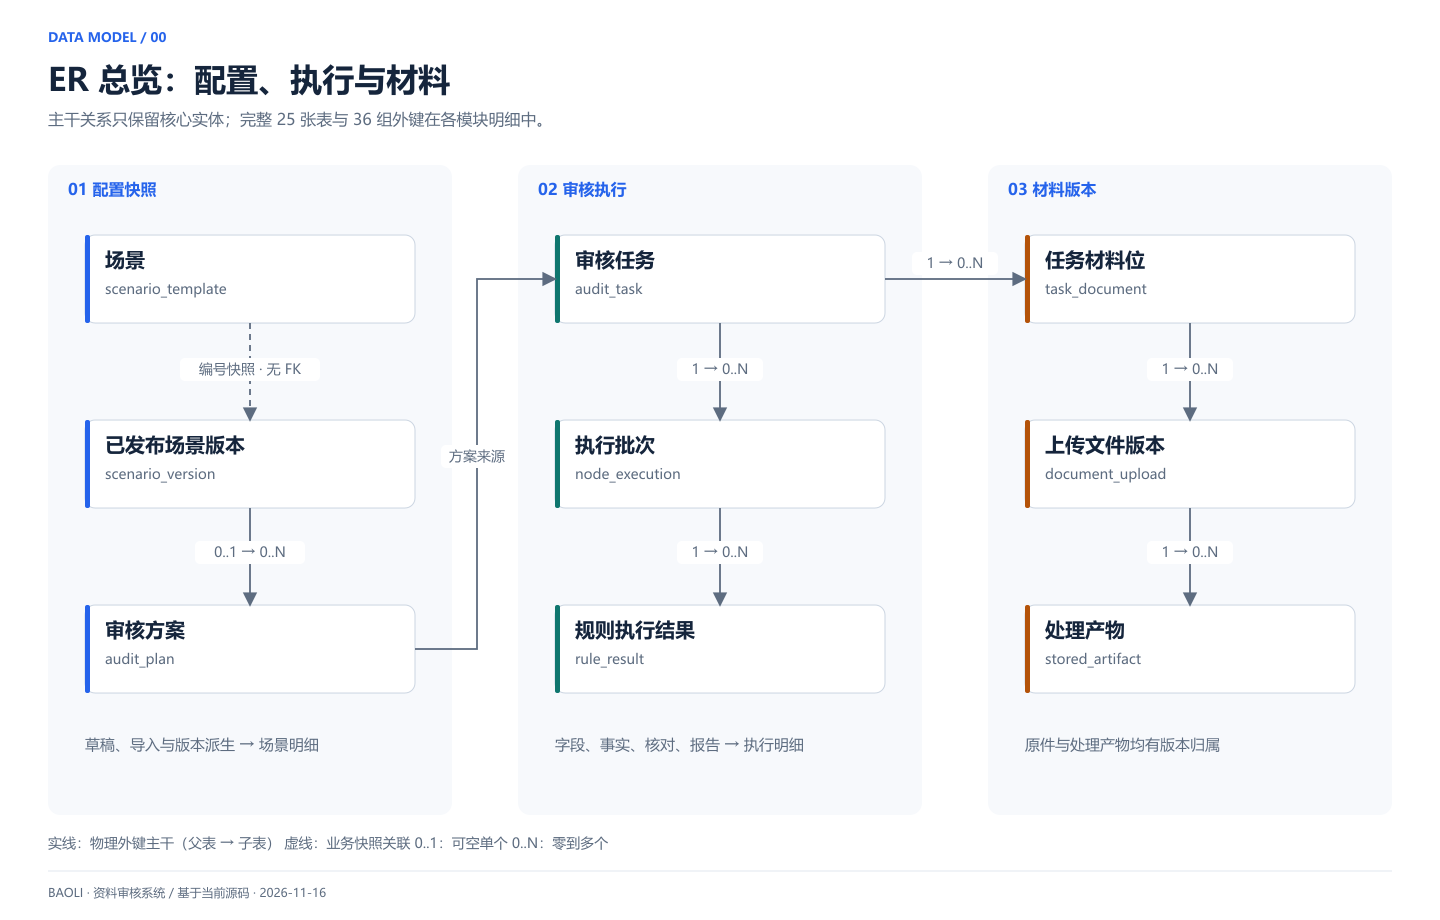 DATA MODEL / 00
ER 总览：配置、执行与材料
主干关系只保留核心实体；完整 25 张表与 36 组外键在各模块明细中。
01 配置快照
场景
scenario_template
编号快照 · 无 FK
已发布场景版本
scenario_version
0..1 → 0..N
审核方案
audit_plan
草稿、导入与版本派生 → 场景明细
方案来源
02 审核执行
审核任务
audit_task
1 → 0..N
执行批次
node_execution
1 → 0..N
规则执行结果
rule_result
字段、事实、核对、报告 → 执行明细
1 → 0..N
03 材料版本
任务材料位
task_document
1 → 0..N
上传文件版本
document_upload
1 → 0..N
处理产物
stored_artifact
原件与处理产物均有版本归属
实线：物理外键主干（父表 → 子表） 虚线：业务快照关联 0..1：可空单个 0..N：零到多个
BAOLI · 资料审核系统 / 基于当前源码 · 2026-11-16